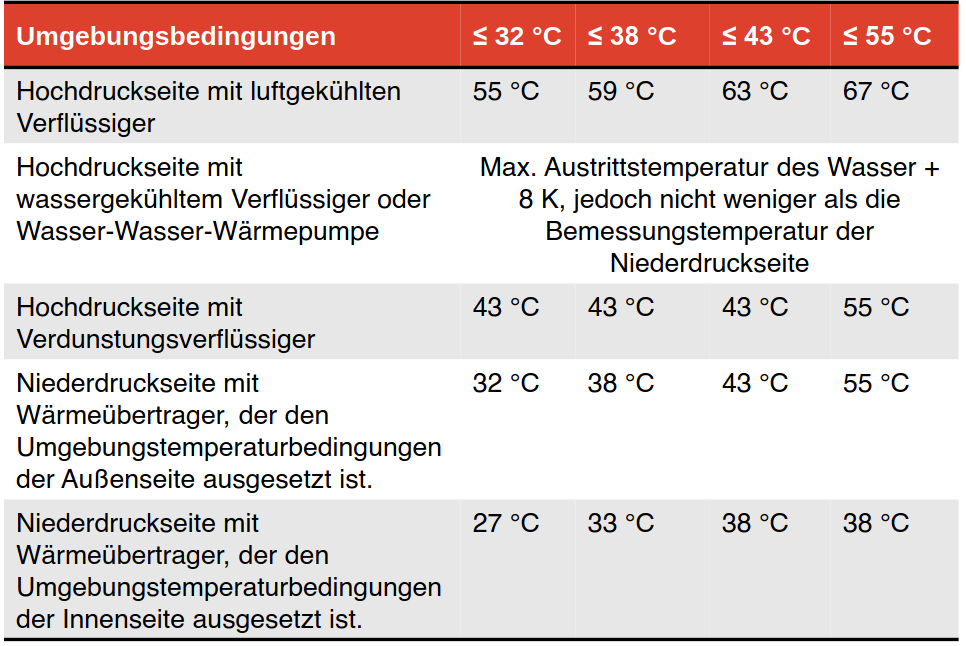 Umgebungsbedingungen ≤ 32 °C ≤ 38 °C ≤ 43 °C ≤ 55 °C
Hochdruckseite mit luftgekühlten 55 °C 59 °C 63 °C 67 °C
Verflüssiger
Hochdruckseite mit
wassergekühltem Verflüssiger oder
Wasser-Wasser-Wärmepumpe
Max. Austrittstemperatur des Wasser +
8 K, jedoch nicht weniger als die
Bemessungstemperatur der
Niederdruckseite
Hochdruckseite mit 43 °C 43 °C 43 °C 55 °C
Verdunstungsverflüssiger
Niederdruckseite mit 32 °C 38 °C 43 °C 55 °C
Wärmeübertrager, der den
Umgebungstemperaturbedingungen
der Außenseite ausgesetzt ist.
Niederdruckseite mit 27 °C 33 °C 38 °C 38 °C
Wärmeübertrager, der den
Umgebungstemperaturbedingungen
der Innenseite ausgesetzt ist.